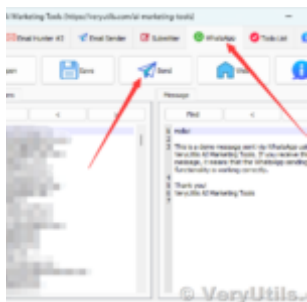 AI Marketing Tools (https://veryutils.com/ai-marketing-tools)
Email Hunter #2 Email Sender Submitter WhatsApp Todo List
Save Send
Message
Find <
Hello!
This is a demo message sent via WhatsApp
VeryUtils AI Marketing Tools. If you receive
message, it means that the WhatsApp sending
functionality is working correctly.
Thank you!
VeryUtils AI Marketing Tools
© VeryUtils.